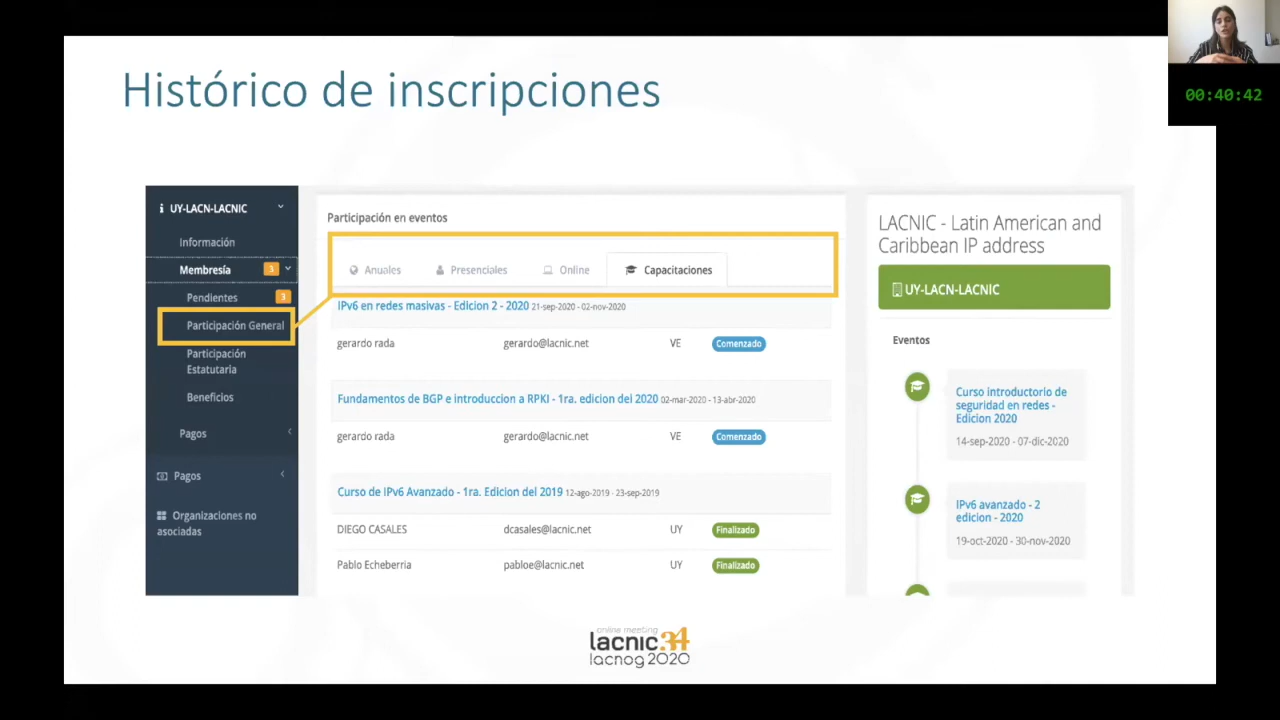 Histórico de inscripciones
00:40:42
UY-LACN-LACNIC
Información
Membresía 3
Pendientes 3
Participación General
Participación
Estatutaria
Beneficios
Pagos
Pagos
Organizaciones no
asociadas
Participación en eventos
Anuales Presenciales Online Capacitaciones
IPv6 en redes masivas - Edicion 2 - 2020 21-sep-2020 - 02-nov-2020
gerardo rada gerardo@lacnic.net VE Comenzado
Fundamentos de BGP e introduccion a RPKI - 1ra. edicion del 2020 02-mar-2020 - 13-abr-2020
gerardo rada gerardo@lacnic.net VE Comenzado
Curso de IPv6 Avanzado - 1ra. Edicion del 2019 12-ago-2019 - 23-sep-2019
DIEGO CASALES dcasales@lacnic.net UY Finalizado
Pablo Echeberria pabloe@lacnic.net UY Finalizado
LACNIC - Latin American and
Caribbean IP address
UY-LACN-LACNIC
Eventos
Curso introductorio de
seguridad en redes -
Edicion 2020
14-sep-2020 - 07-dic-2020
IPv6 avanzado - 2
edicion - 2020
19-oct-2020 - 30-nov-2020
online meeting
lacnic34
lacnog2020